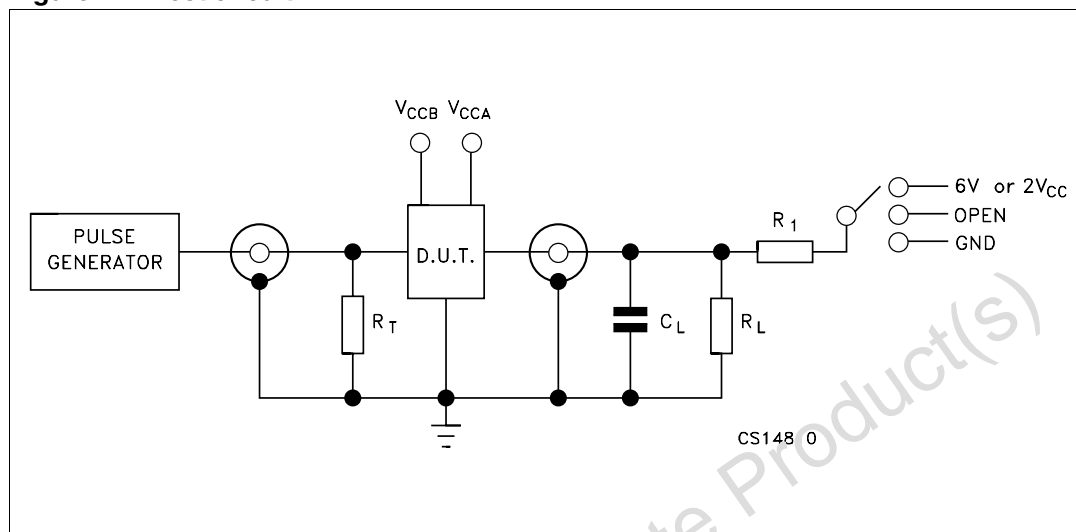 V_CCB V_CCA
PULSE GENERATOR
D.U.T.
R_T
C_L
R_L
R_1
6V or 2V_CC
OPEN
GND
CS148 0
Product(s)